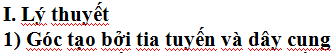 I. Lý thuyết
1) Góc tạo bởi tia tuyến và dây cung